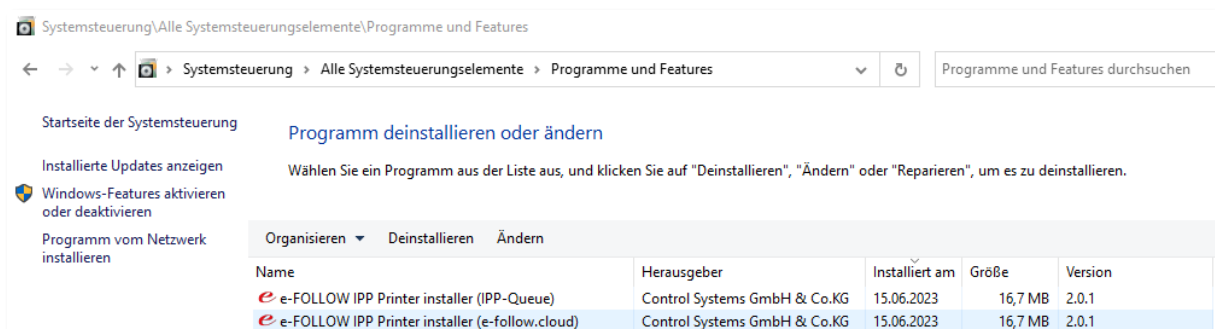 Systemsteuerung\Alle Systemsteuerungselemente\Programme und Features
Systemsteuerung › Alle Systemsteuerungselemente › Programme und Features
Programme und Features durchsuchen
Startseite der Systemsteuerung
Installierte Updates anzeigen
Windows-Features aktivieren
oder deaktivieren
Programm vom Netzwerk
installieren
Programm deinstallieren oder ändern
Wählen Sie ein Programm aus der Liste aus, und klicken Sie auf "Deinstallieren", "Ändern" oder "Reparieren", um es zu deinstallieren.
Organisieren Deinstallieren Ändern
Name Herausgeber Installiert am Größe Version
e-FOLLOW IPP Printer installer (IPP-Queue) Control Systems GmbH & Co.KG 15.06.2023 16,7 MB 2.0.1
e-FOLLOW IPP Printer installer (e-follow.cloud) Control Systems GmbH & Co.KG 15.06.2023 16,7 MB 2.0.1